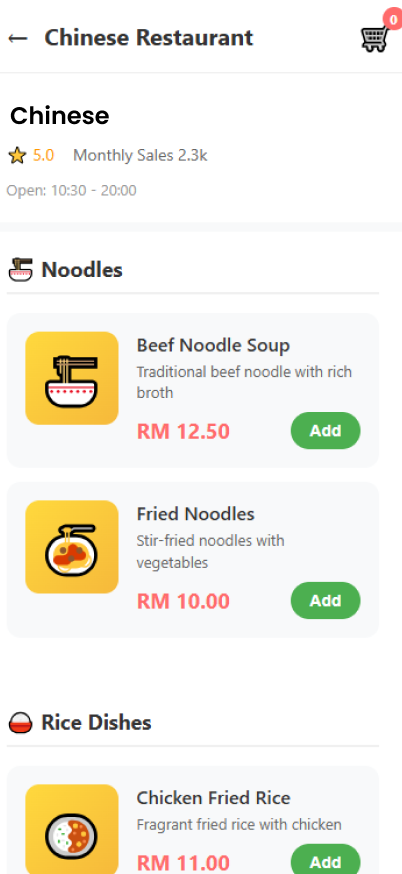 ← Chinese Restaurant
0
Chinese
5.0 Monthly Sales 2.3k
Open: 10:30 - 20:00
Noodles
Beef Noodle Soup
Traditional beef noodle with rich
broth
RM 12.50 Add
Fried Noodles
Stir-fried noodles with
vegetables
RM 10.00 Add
Rice Dishes
Chicken Fried Rice
Fragrant fried rice with chicken
RM 11.00 Add